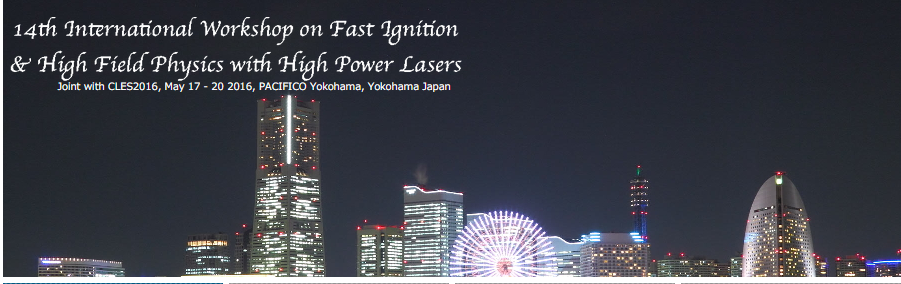 14th International Workshop on Fast Ignition
& High Field Physics with High Power Lasers
Joint with CLES2016, May 17 - 20 2016, PACIFICO Yokohama, Yokohama Japan